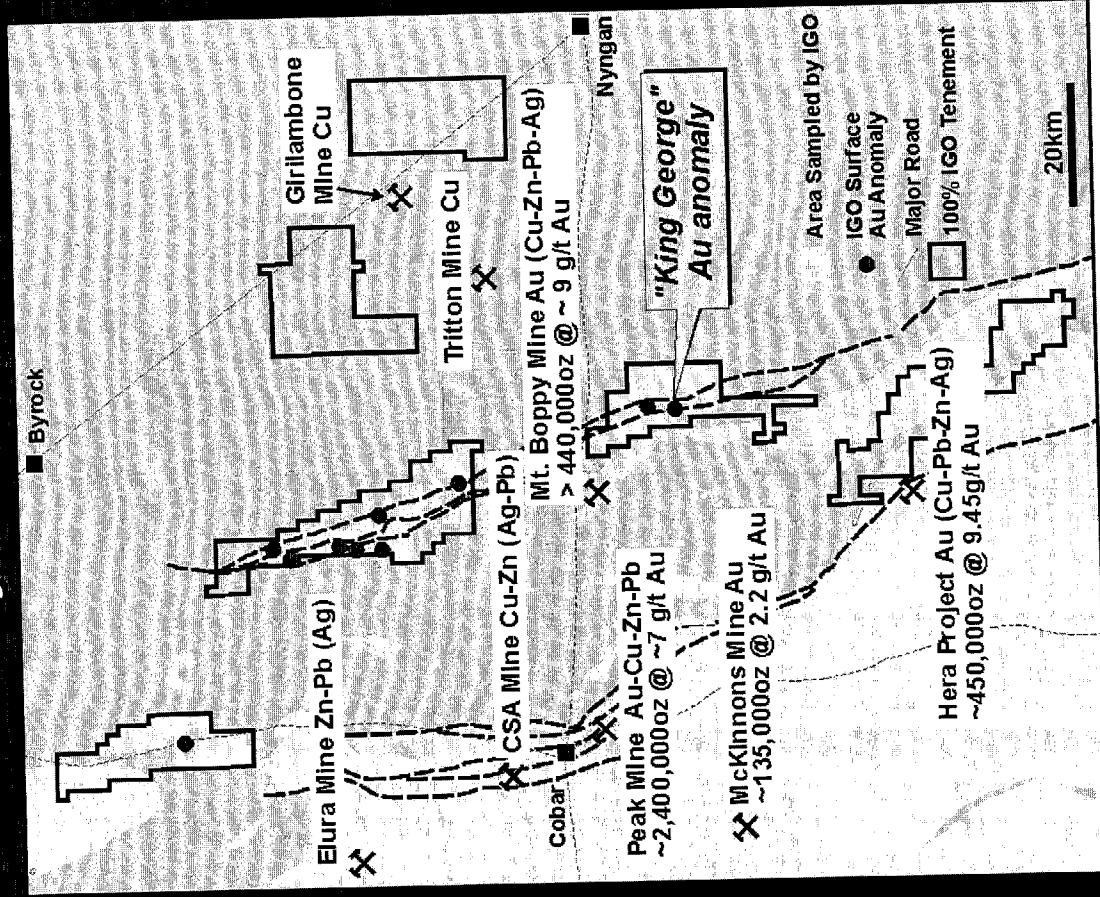 Byrock
Girilambone
Mine Cu
Nyngan
Tritton Mine Cu
Mt. Boppy Mine Au (Cu-Zn-Pb-Ag)
> 440,000oz @ ~ 9 g/t Au
"King George"
Au anomaly
Elura Mine Zn-Pb (Ag)
CSA Mine Cu-Zn (Ag-Pb)
Cobar
Peak Mine Au-Cu-Zn-Pb
~2,400,000oz @ ~7 g/t Au
McKinnons Mine Au
~135,000oz @ 2.2 g/t Au
Hera Project Au (Cu-Pb-Zn-Ag)
~450,000oz @ 9.45g/t Au
Area Sampled by IGO
IGO Surface
Au Anomaly
Major Road
100% IGO Tenement
20km